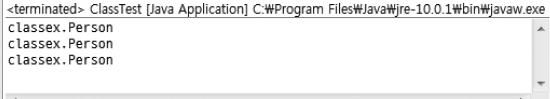 <terminated> ClassTest [Java Application] C:₩Program Files₩Java₩jre-10.0.1₩bin₩javaw.exe
classex.Person
classex.Person
classex.Person